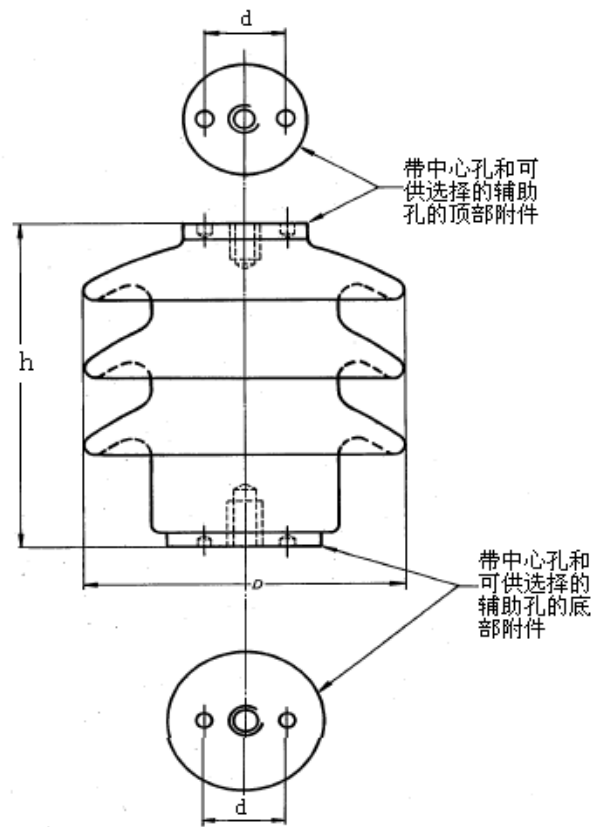 d
带中心孔和可
供选择的辅助
孔的顶部附件
h
带中心孔和
可供选择的
辅助孔的底
部附件
D
d